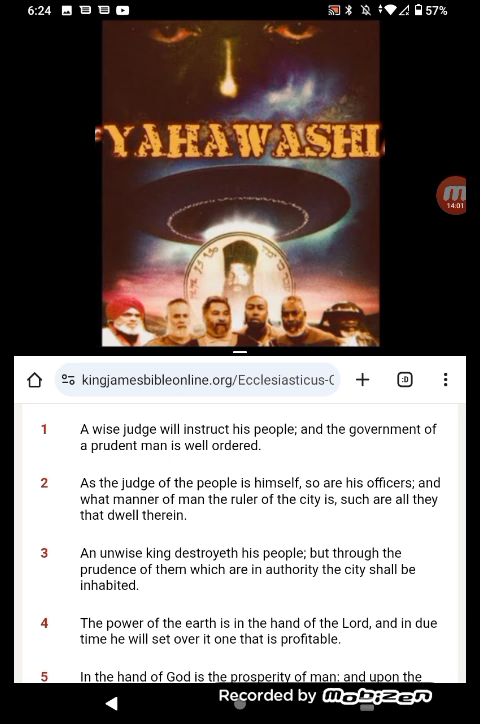 6:24
57%
YAHAWASHI
14:01
kingjamesbibleonline.org/Ecclesiasticus-C
:D
1 A wise judge will instruct his people; and the government of
a prudent man is well ordered.
2 As the judge of the people is himself, so are his officers; and
what manner of man the ruler of the city is, such are all they
that dwell therein.
3 An unwise king destroyeth his people; but through the
prudence of them which are in authority the city shall be
inhabited.
4 The power of the earth is in the hand of the Lord, and in due
time he will set over it one that is profitable.
5 In the hand of God is the prosperity of man: and upon the
Recorded by Mobizen